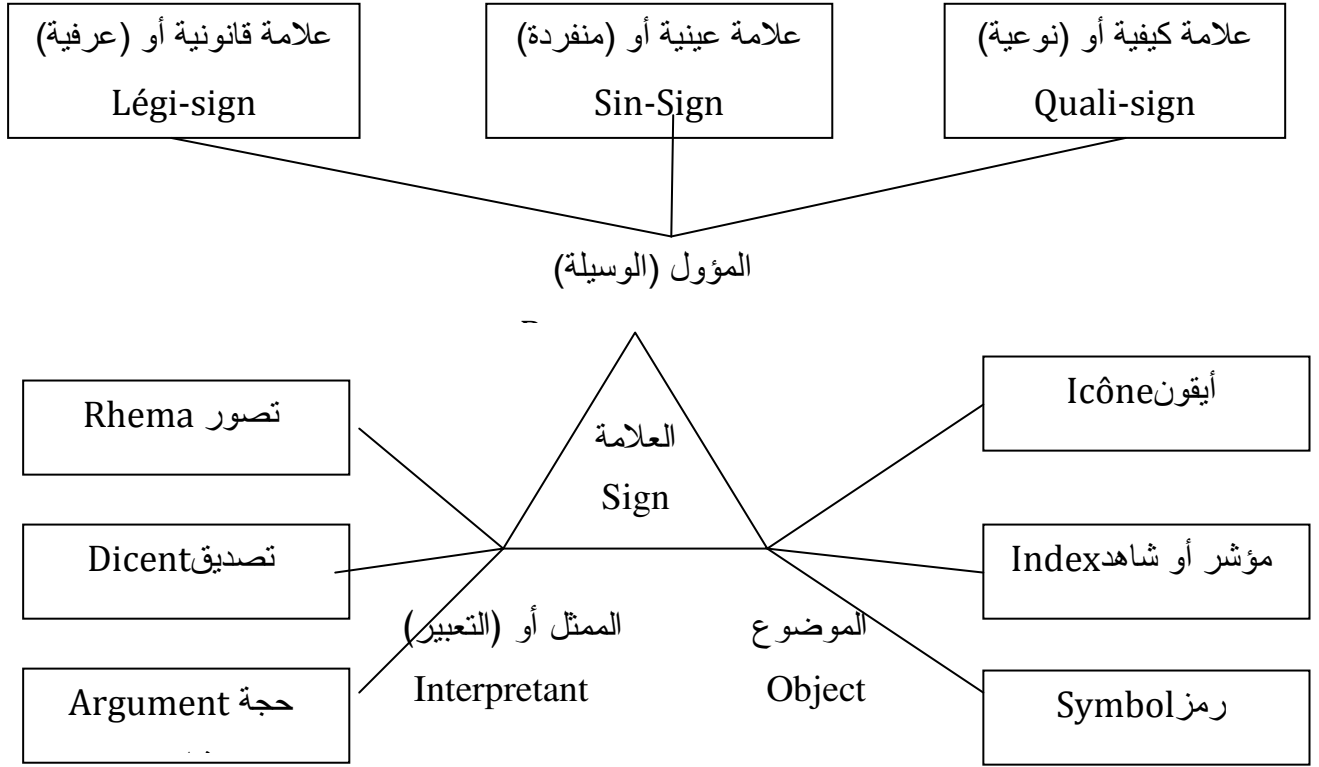 علامة كيفية أو (نوعية)
Quali-sign
علامة عينية أو (منفردة)
Sin-Sign
علامة قانونية أو (عرفية)
Légi-sign
المؤول (الوسيلة)
أيقونIcône
تصور Rhema
العلامة
Sign
مؤشر أو شاهدIndex
تصديقDicent
الموضوع
Object
الممثل أو (التعبير)
Interpretant
رمزSymbol
حجة Argument